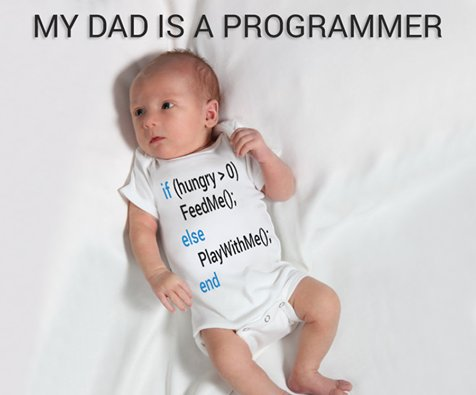 MY DAD IS A PROGRAMMER
if (hungry > 0)
FeedMe();
else
PlayWithMe();
end